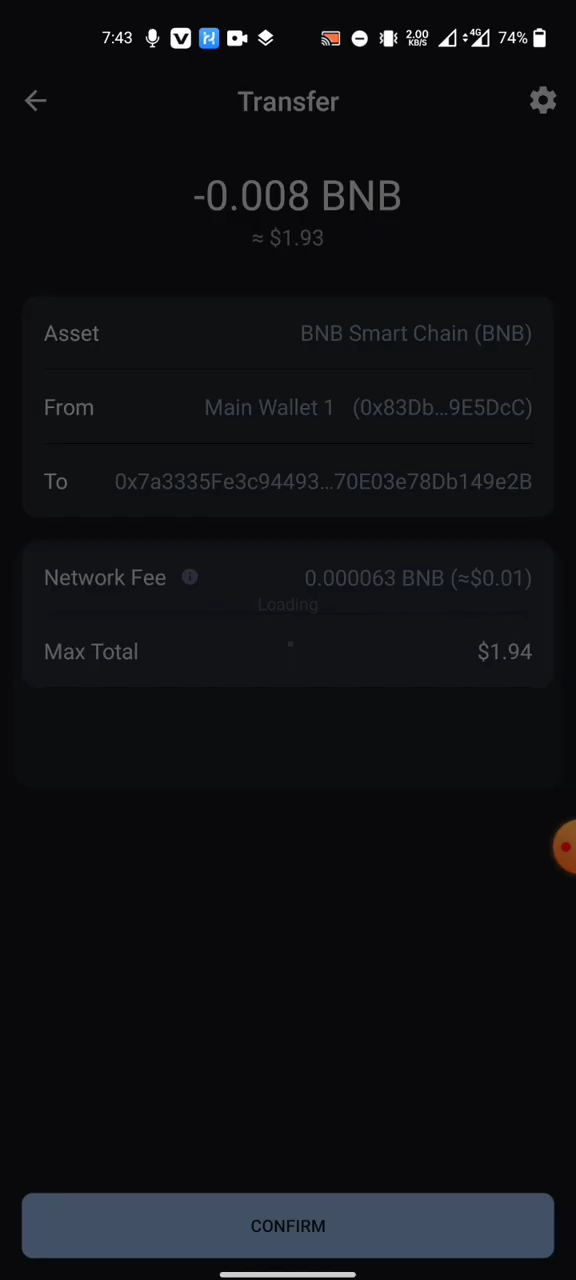 7:43 2.00 KB/S 4G 74%
Transfer
-0.008 BNB
≈ $1.93
Asset BNB Smart Chain (BNB)
From Main Wallet 1 (0x83Db...9E5DcC)
To 0x7a3335Fe3c94493...70E03e78Db149e2B
Network Fee 0.000063 BNB (≈$0.01)
Loading
Max Total $1.94
CONFIRM